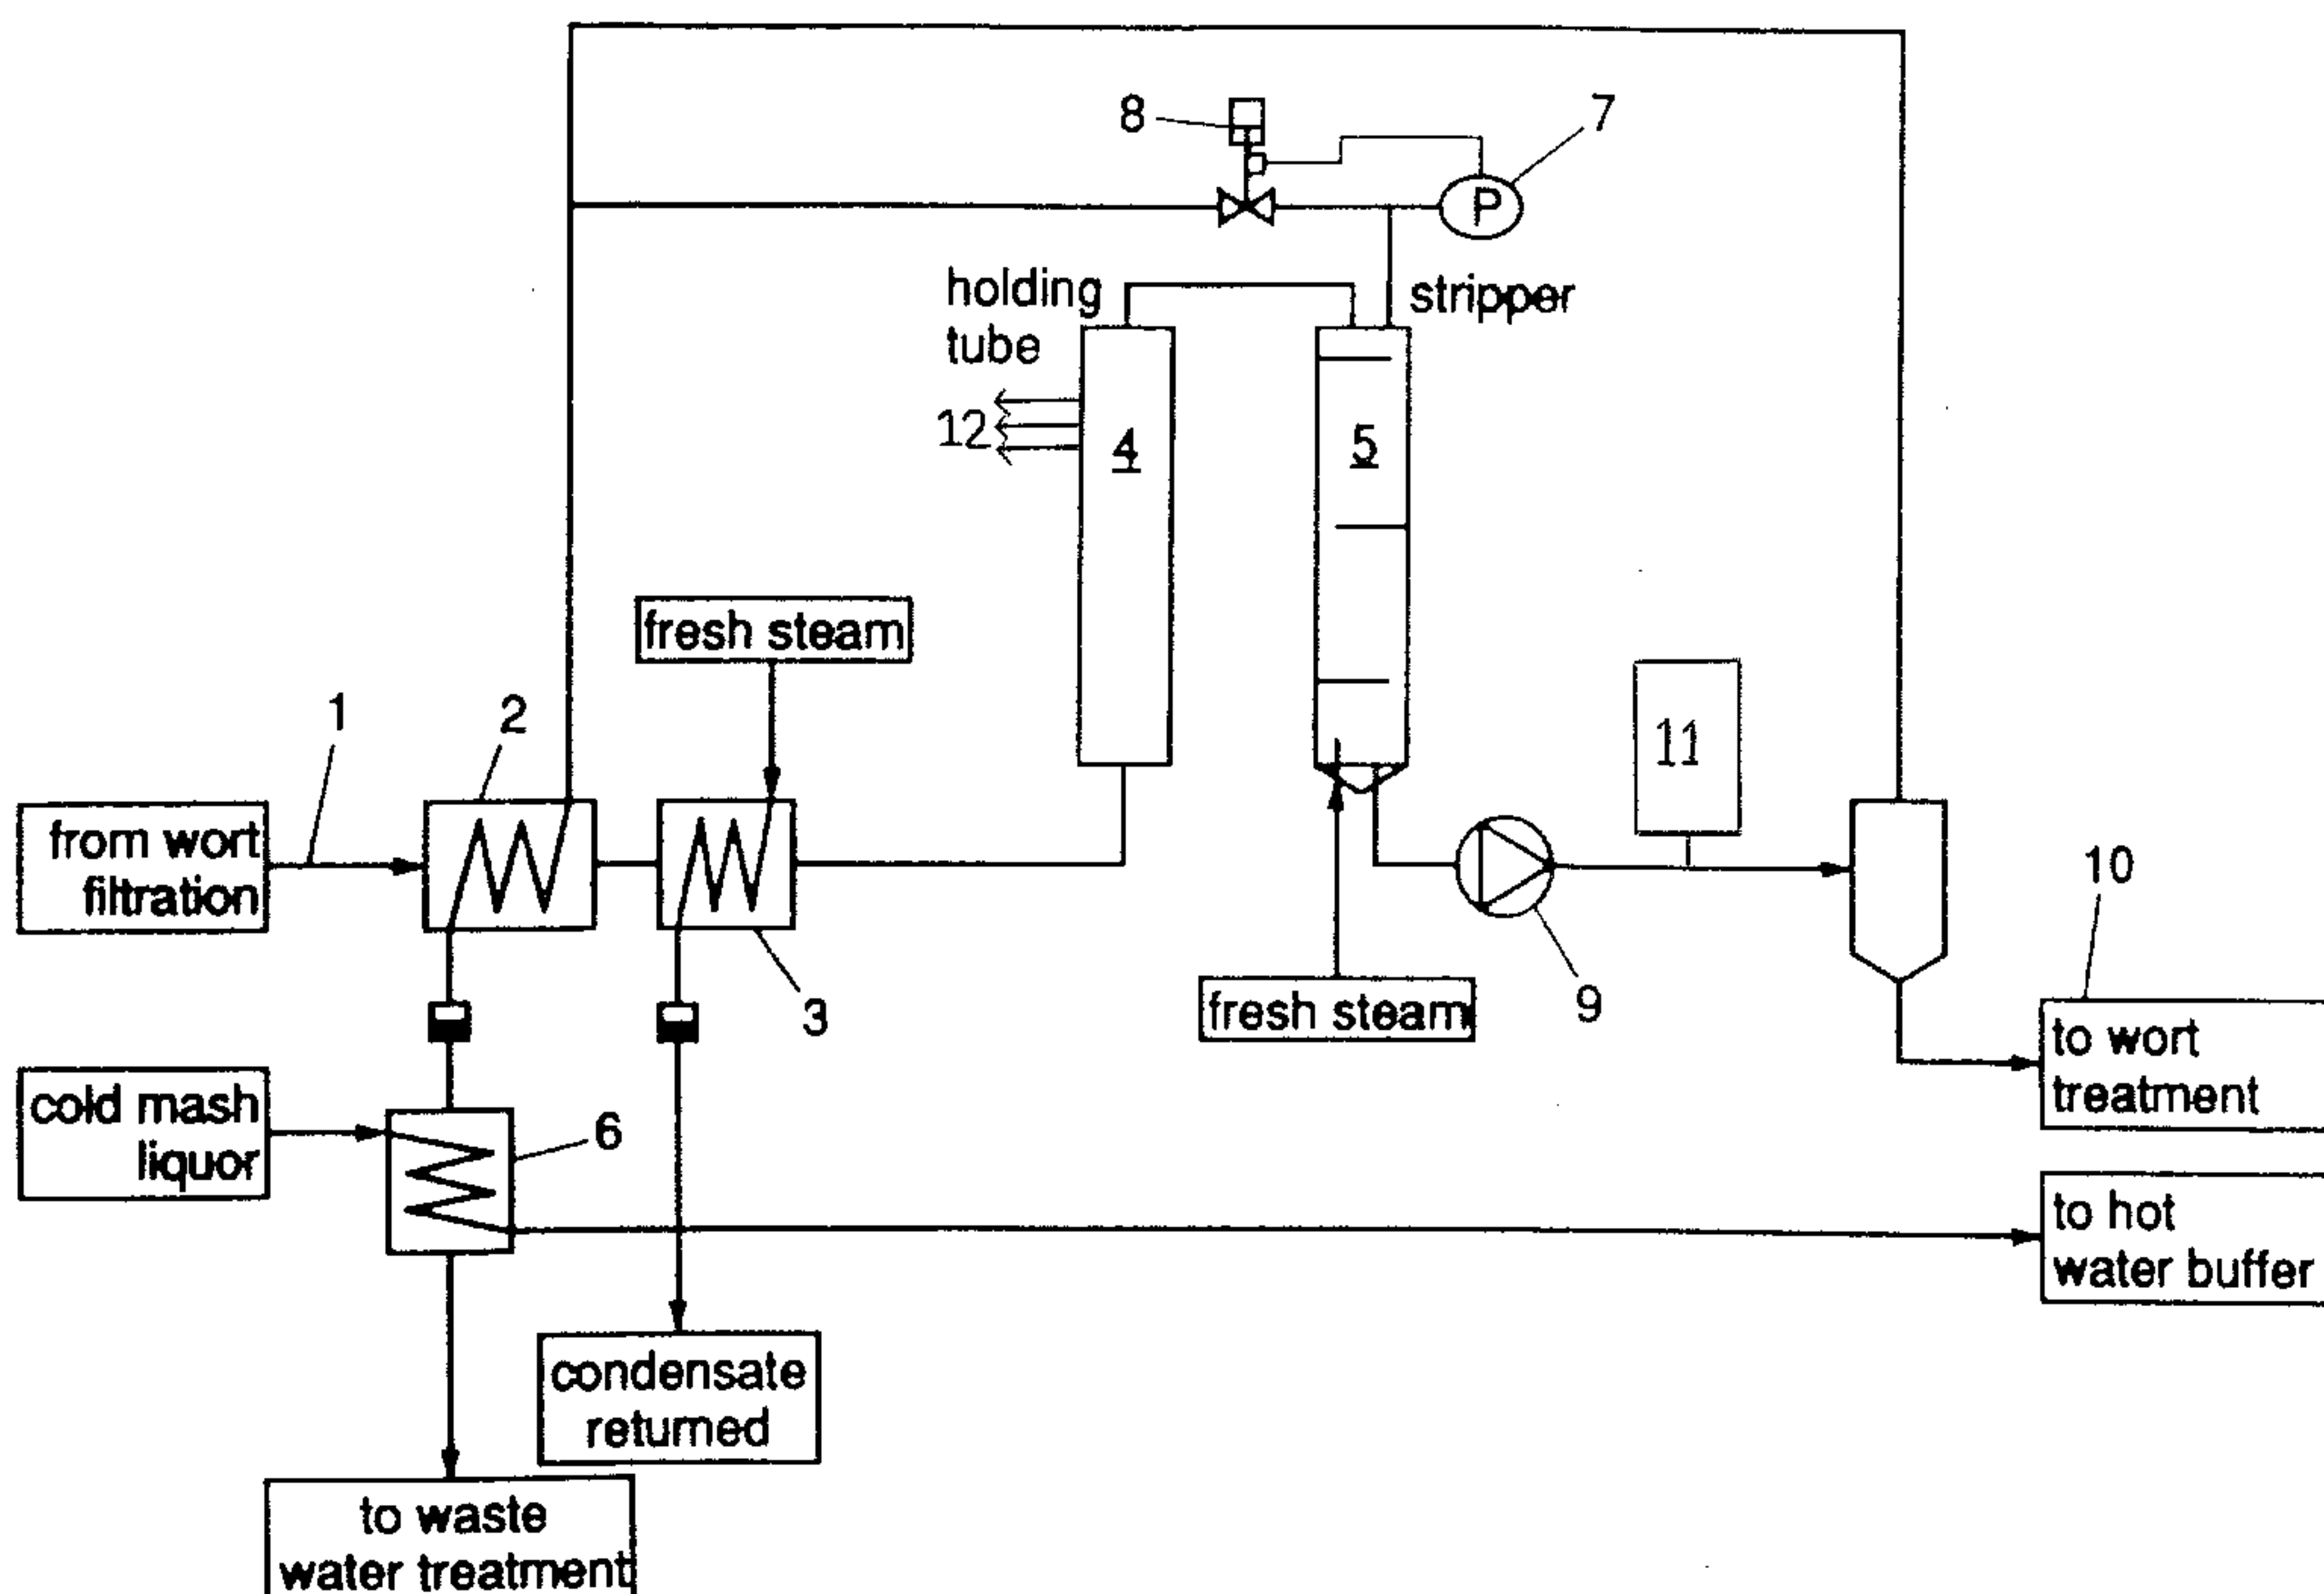 8
7
P
holding
tube
stripper
12
4
5
fresh steam
1
2
11
from wort
filtration
10
3
fresh steam
9
to wort
treatment
cold mash
liquor
6
to hot
water buffer
condensate
returned
to waste
water treatment